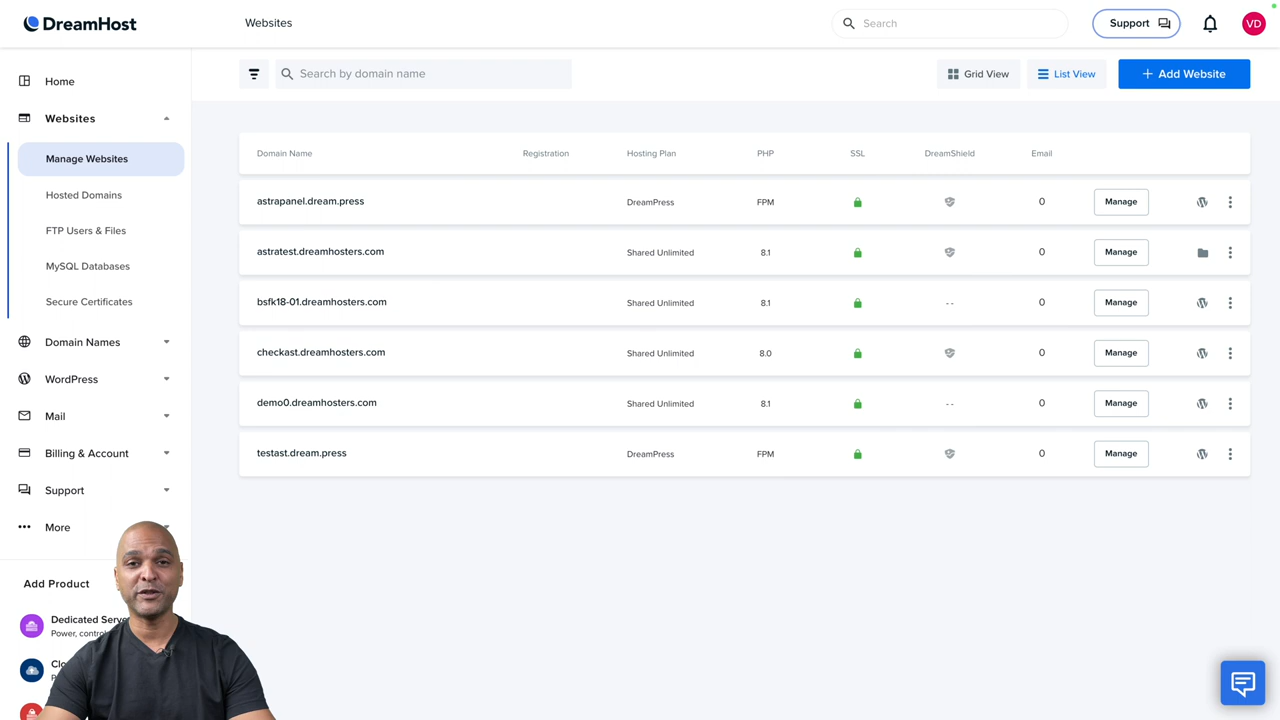 DreamHost
Websites
Search
Support
VD
Home
Websites
Manage Websites
Hosted Domains
FTP Users & Files
MySQL Databases
Secure Certificates
Domain Names
WordPress
Mail
Billing & Account
Support
More
Add Product
Dedicated Serve
Power, contro
Clo
Search by domain name
Grid View
List View
+ Add Website
Domain Name Registration Hosting Plan PHP SSL DreamShield Email
astrapanel.dream.press DreamPress FPM 0 Manage
astratest.dreamhosters.com Shared Unlimited 8.1 0 Manage
bsfk18-01.dreamhosters.com Shared Unlimited 8.1 -- 0 Manage
checkast.dreamhosters.com Shared Unlimited 8.0 0 Manage
demo0.dreamhosters.com Shared Unlimited 8.1 -- 0 Manage
testast.dream.press DreamPress FPM 0 Manage